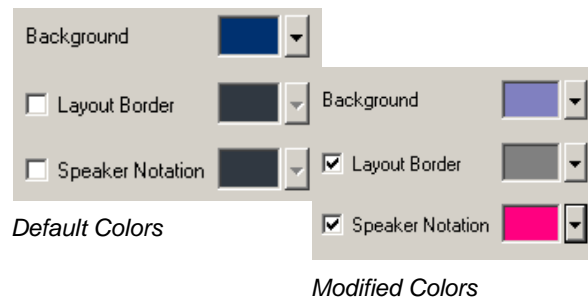 Background
Layout Border
Speaker Notation
Default Colors
Background
Layout Border
Speaker Notation
Modified Colors